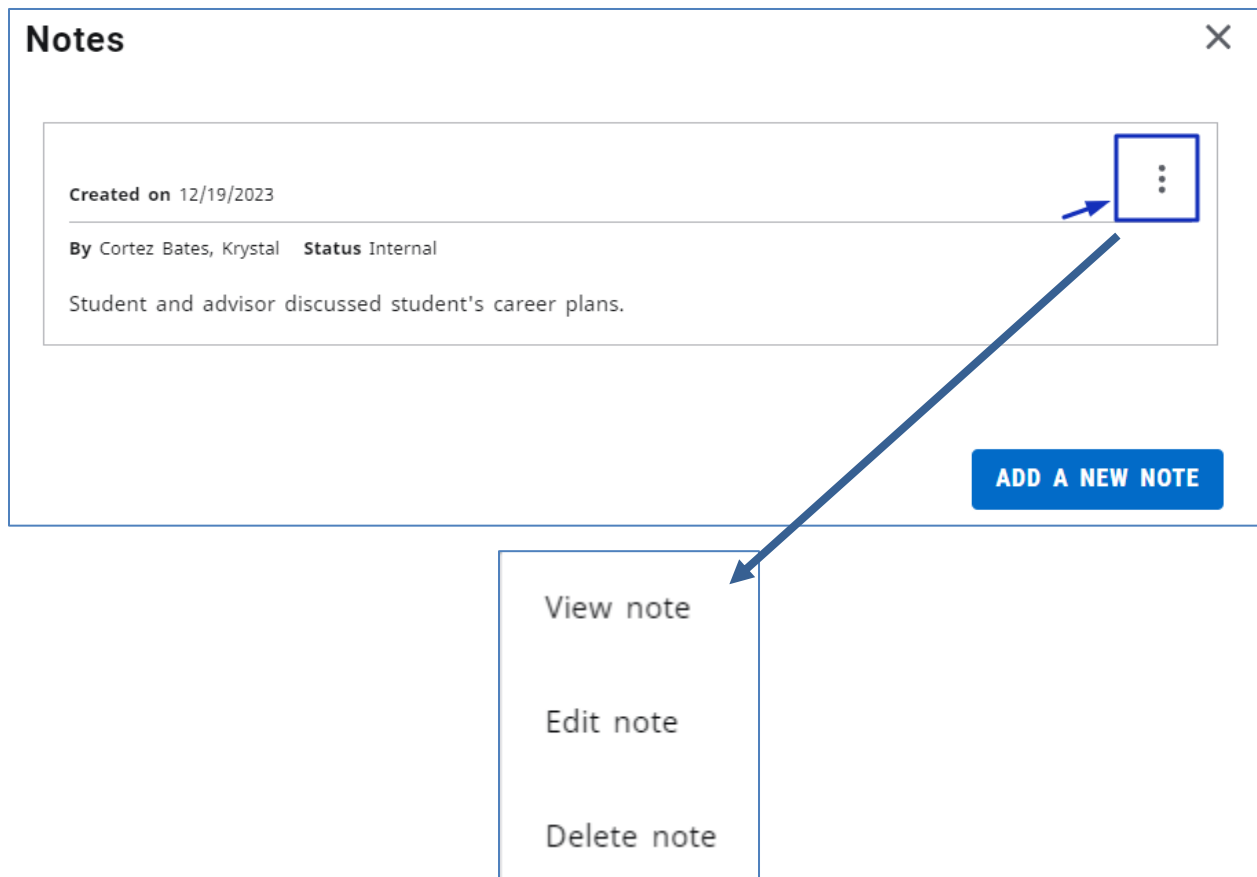 Notes
Created on 12/19/2023
By Cortez Bates, Krystal Status Internal
Student and advisor discussed student's career plans.
ADD A NEW NOTE
View note
Edit note
Delete note